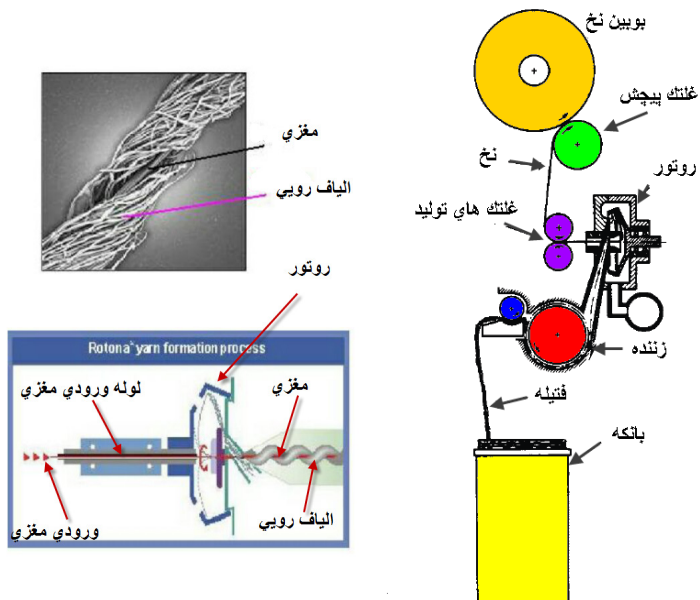 مغزي
الياف رويي
روتور
Rotona® yarn formation process
لوله ورودي مغزي
مغزي
الياف رويي
ورودي مغزي
بوبين نخ
غلتك پيچش
نخ
روتور
غلتك هاي توليد
زننده
فتيله
بانكه